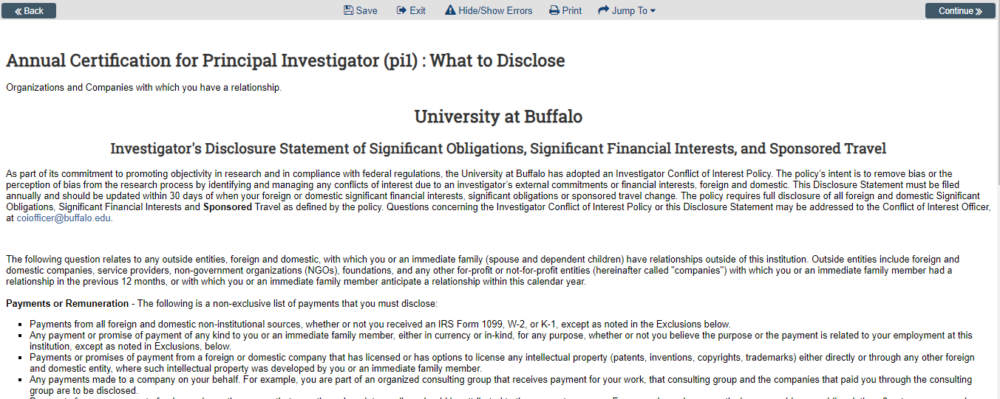 Back
Save Exit Hide/Show Errors Print Jump To
Continue
Annual Certification for Principal Investigator (pi1) : What to Disclose
Organizations and Companies with which you have a relationship.
University at Buffalo
Investigator's Disclosure Statement of Significant Obligations, Significant Financial Interests, and Sponsored Travel
As part of its commitment to promoting objectivity in research and in compliance with federal regulations, the University at Buffalo has adopted an Investigator Conflict of Interest Policy. The policy's intent is to remove bias or the
perception of bias from the research process by identifying and managing any conflicts of interest due to an investigator's external commitments or financial interests, foreign and domestic. This Disclosure Statement must be filed
annually and should be updated within 30 days of when your foreign or domestic significant financial interests, significant obligations or sponsored travel change. The policy requires full disclosure of all foreign and domestic Significant
Obligations, Significant Financial Interests and Sponsored Travel as defined by the policy. Questions concerning the Investigator Conflict of Interest Policy or this Disclosure Statement may be addressed to the Conflict of Interest Officer,
at coiofficer@buffalo.edu.
The following question relates to any outside entities, foreign and domestic, with which you or an immediate family (spouse and dependent children) have relationships outside of this institution. Outside entities include foreign and
domestic companies, service providers, non-government organizations (NGOs), foundations, and any other for-profit or not-for-profit entities (hereinafter called "companies") with which you or an immediate family member had a
relationship in the previous 12 months, or with which you or an immediate family member anticipate a relationship within this calendar year.
Payments or Remuneration - The following is a non-exclusive list of payments that you must disclose:
Payments from all foreign and domestic non-institutional sources, whether or not you received an IRS Form 1099, W-2, or K-1, except as noted in the Exclusions below.
Any payment or promise of payment of any kind to you or an immediate family member, either in currency or in-kind, for any purpose, whether or not you believe the purpose or the payment is related to your employment at this
institution, except as noted in Exclusions, below.
Payments or promises of payment from a foreign or domestic company that has licensed or has options to license any intellectual property (patents, inventions, copyrights, trademarks) either directly or through any other foreign
and domestic entity, where such intellectual property was developed by you or an immediate family member.
Any payments made to a company on your behalf. For example, you are part of an organized consulting group that receives payment for your work, that consulting group and the companies that paid you through the consulting
group are to be disclosed.